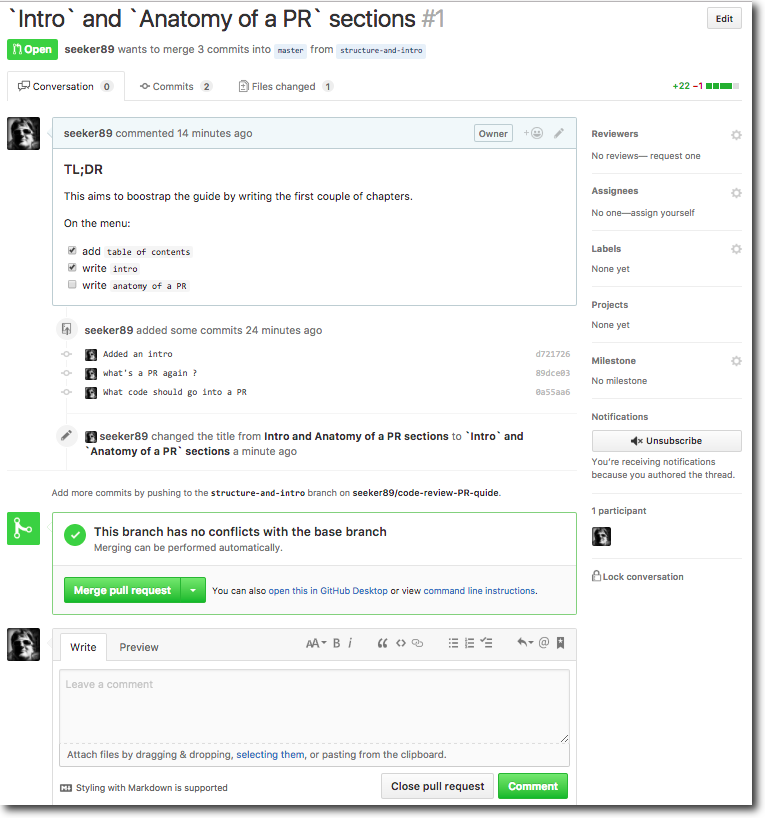 `Intro` and `Anatomy of a PR` sections #1
Edit
Open seeker89 wants to merge 3 commits into master from structure-and-intro
Conversation 0 Commits 2 Files changed 1 +22 −1
seeker89 commented 14 minutes ago Owner
TL;DR
This aims to boostrap the guide by writing the first couple of chapters.
On the menu:
add table of contents
write intro
write anatomy of a PR
seeker89 added some commits 24 minutes ago
Added an intro d721726
what's a PR again ? 89dce03
What code should go into a PR 0a55aa6
seeker89 changed the title from Intro and Anatomy of a PR sections to `Intro` and
`Anatomy of a PR` sections a minute ago
Add more commits by pushing to the structure-and-intro branch on seeker89/code-review-PR-quide.
This branch has no conflicts with the base branch
Merging can be performed automatically.
Merge pull request You can also open this in GitHub Desktop or view command line instructions.
Write Preview AA B i
Leave a comment
Attach files by dragging & dropping, selecting them, or pasting from the clipboard.
Styling with Markdown is supported
Close pull request Comment
Reviewers
No reviews— request one
Assignees
No one—assign yourself
Labels
None yet
Projects
None yet
Milestone
No milestone
Notifications
Unsubscribe
You're receiving notifications
because you authored the thread.
1 participant
Lock conversation